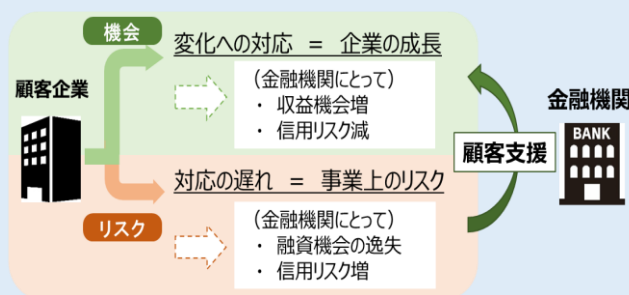 機会
変化への対応 = 企業の成長
顧客企業
(金融機関にとって)
・ 収益機会増
・ 信用リスク減
金融機関
BANK
顧客支援
対応の遅れ = 事業上のリスク
リスク
(金融機関にとって)
・ 融資機会の逸失
・ 信用リスク増